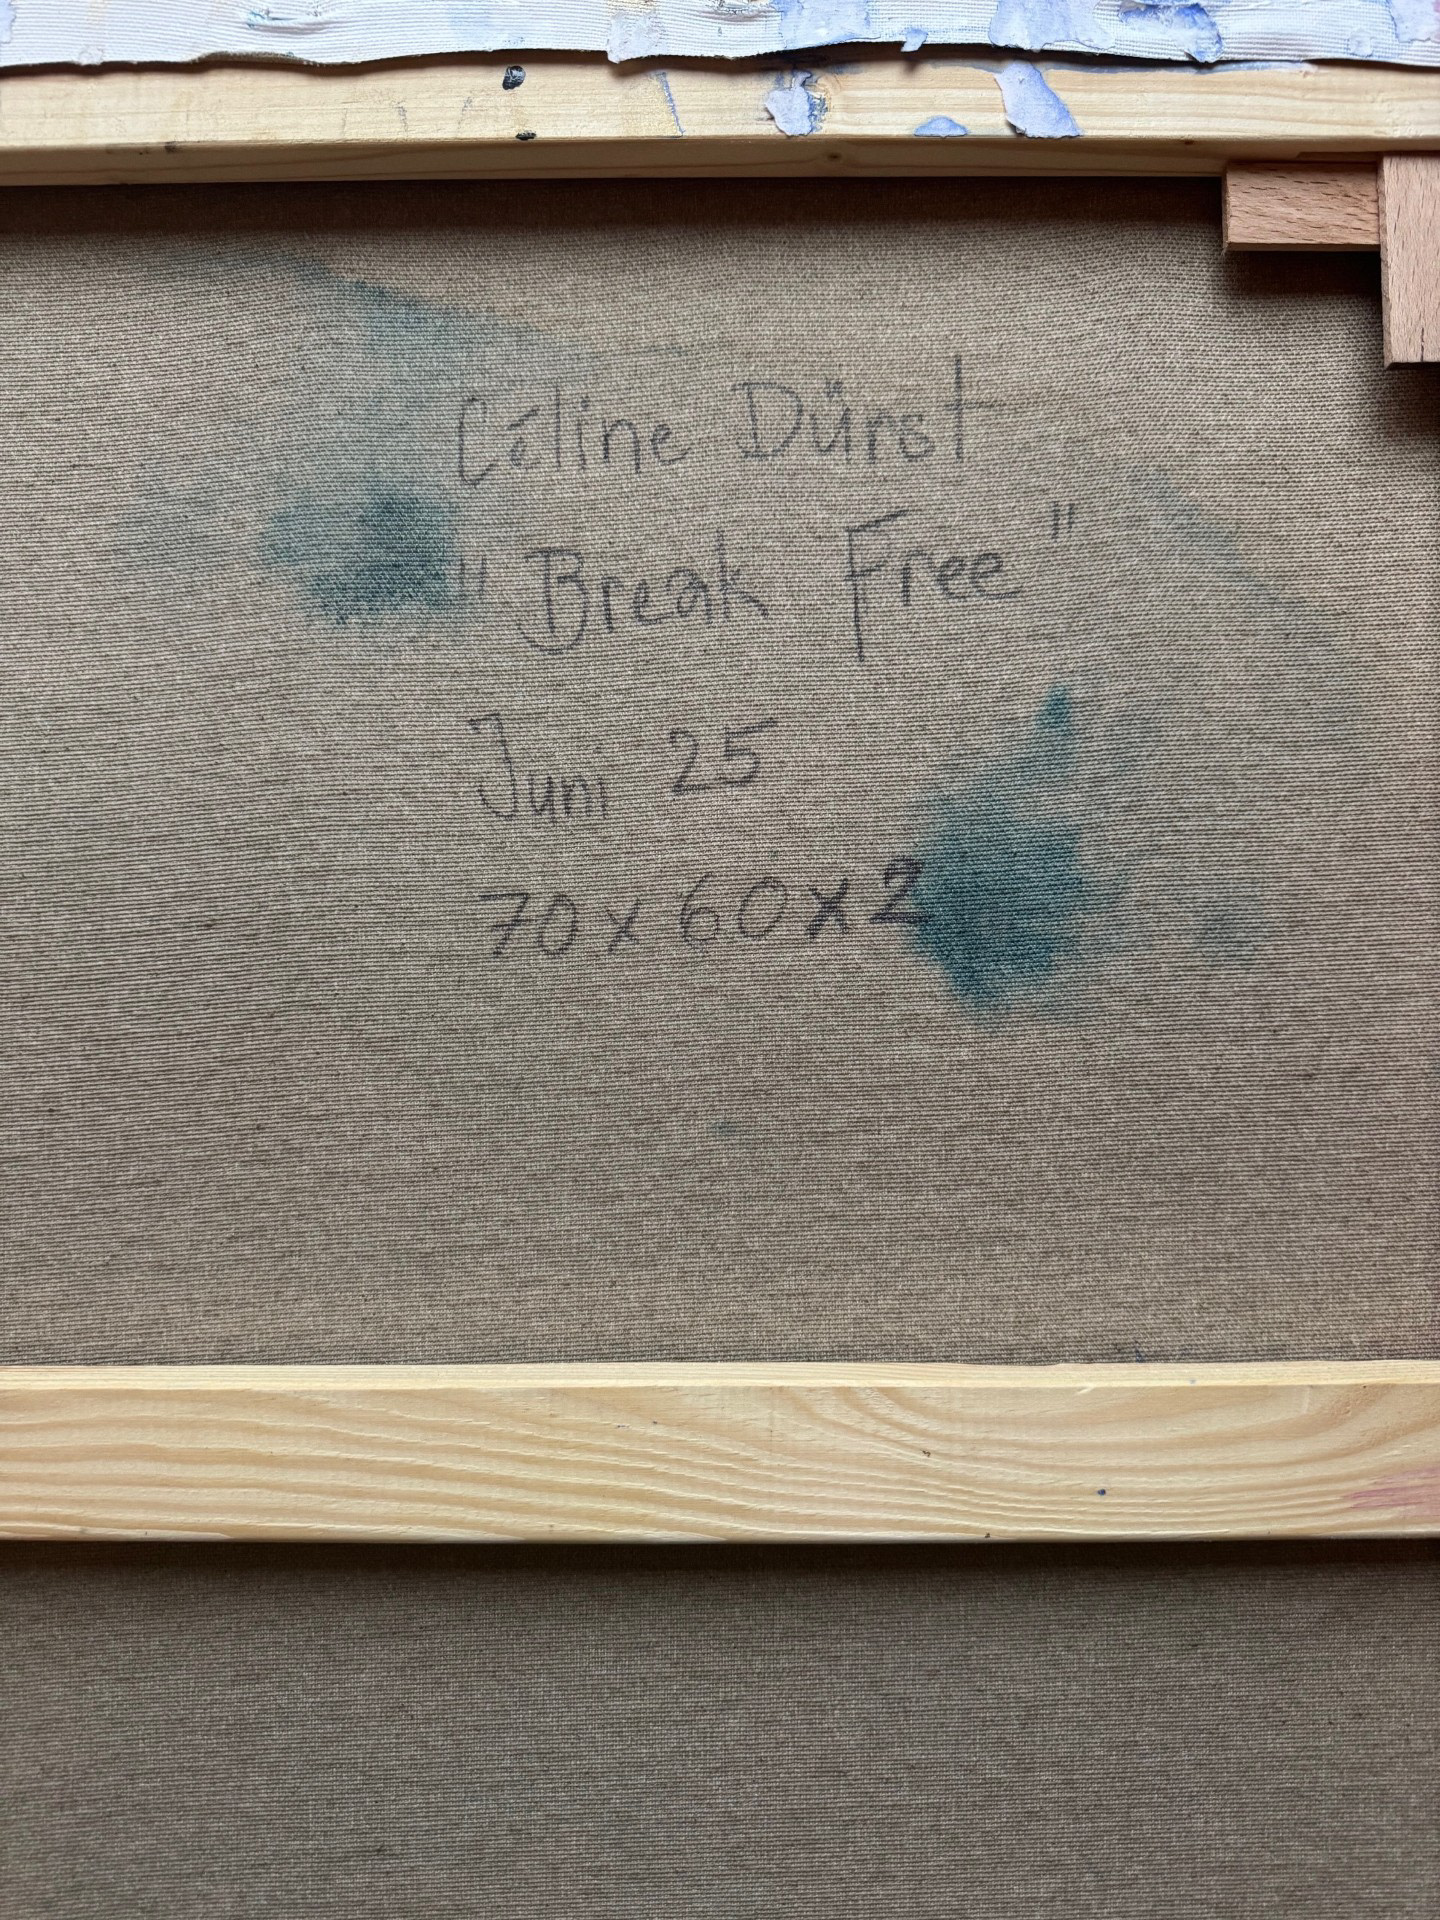 Céline Dürst
"Break Free"
Juni 25
70x60x2